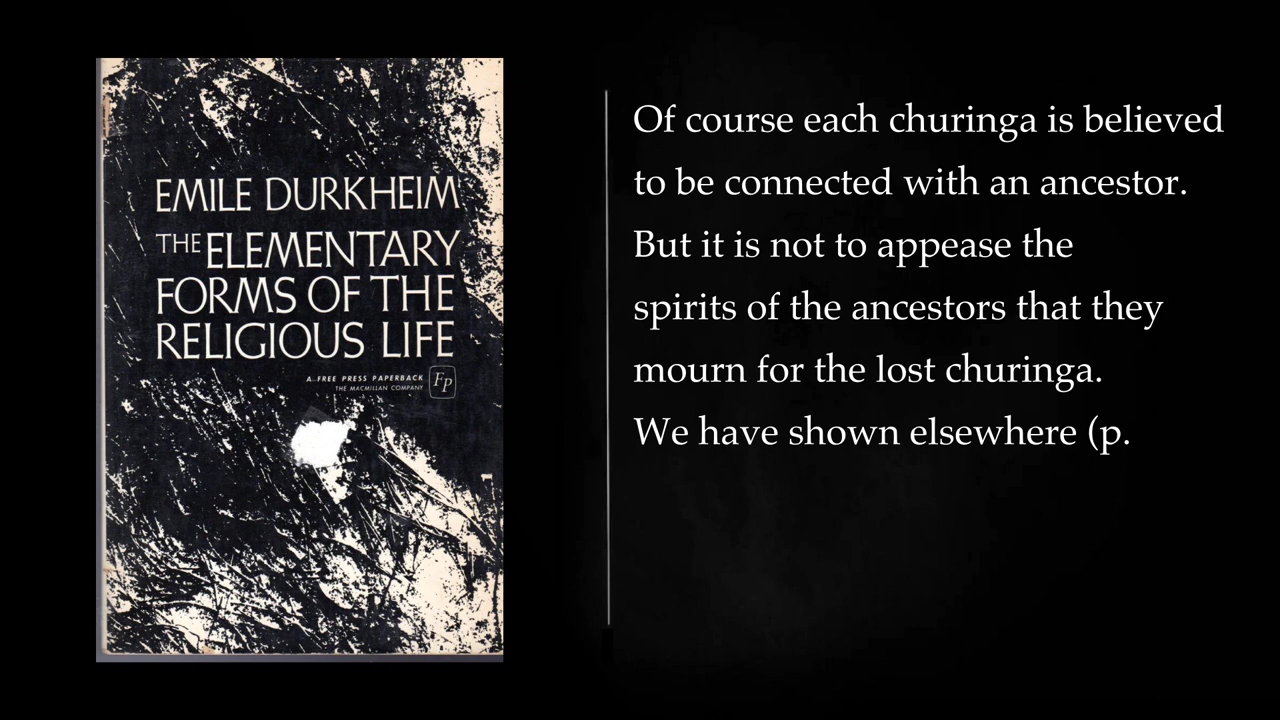 EMILE DURKHEIM
THE ELEMENTARY
FORMS OF THE
RELIGIOUS LIFE
A FREE PRESS PAPERBACK
THE MACMILLAN COMPANY
Fp
Of course each churinga is believed
to be connected with an ancestor.
But it is not to appease the
spirits of the ancestors that they
mourn for the lost churinga.
We have shown elsewhere (p.